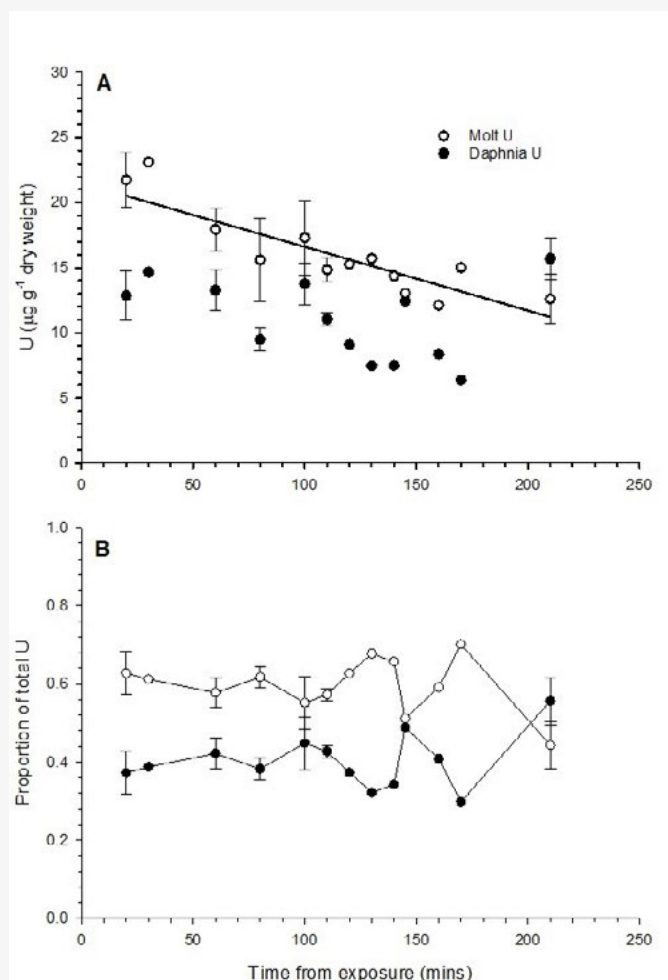 A
30
25
20
15
10
5
0
U (µg g⁻¹ dry weight)
Molt U
Daphnia U
0 50 100 150 200 250
B
1.0
0.8
0.6
0.4
0.2
0.0
Proportion of total U
0 50 100 150 200 250
Time from exposure (mins)